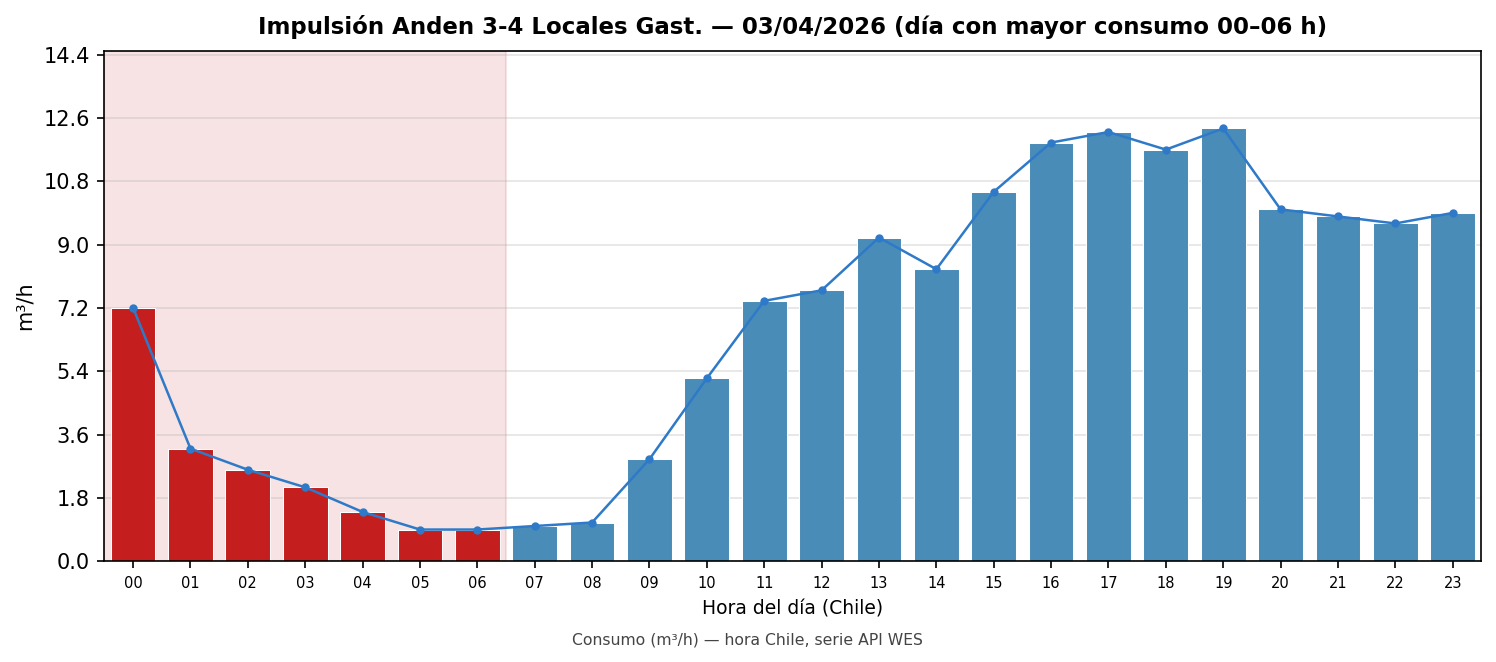 Impulsión Anden 3-4 Locales Gast. — 03/04/2026 (día con mayor consumo 00–06 h)
14.4
12.6
10.8
9.0
7.2
5.4
3.6
1.8
0.0
m³/h
00 01 02 03 04 05 06 07 08 09 10 11 12 13 14 15 16 17 18 19 20 21 22 23
Hora del día (Chile)
Consumo (m³/h) — hora Chile, serie API WES